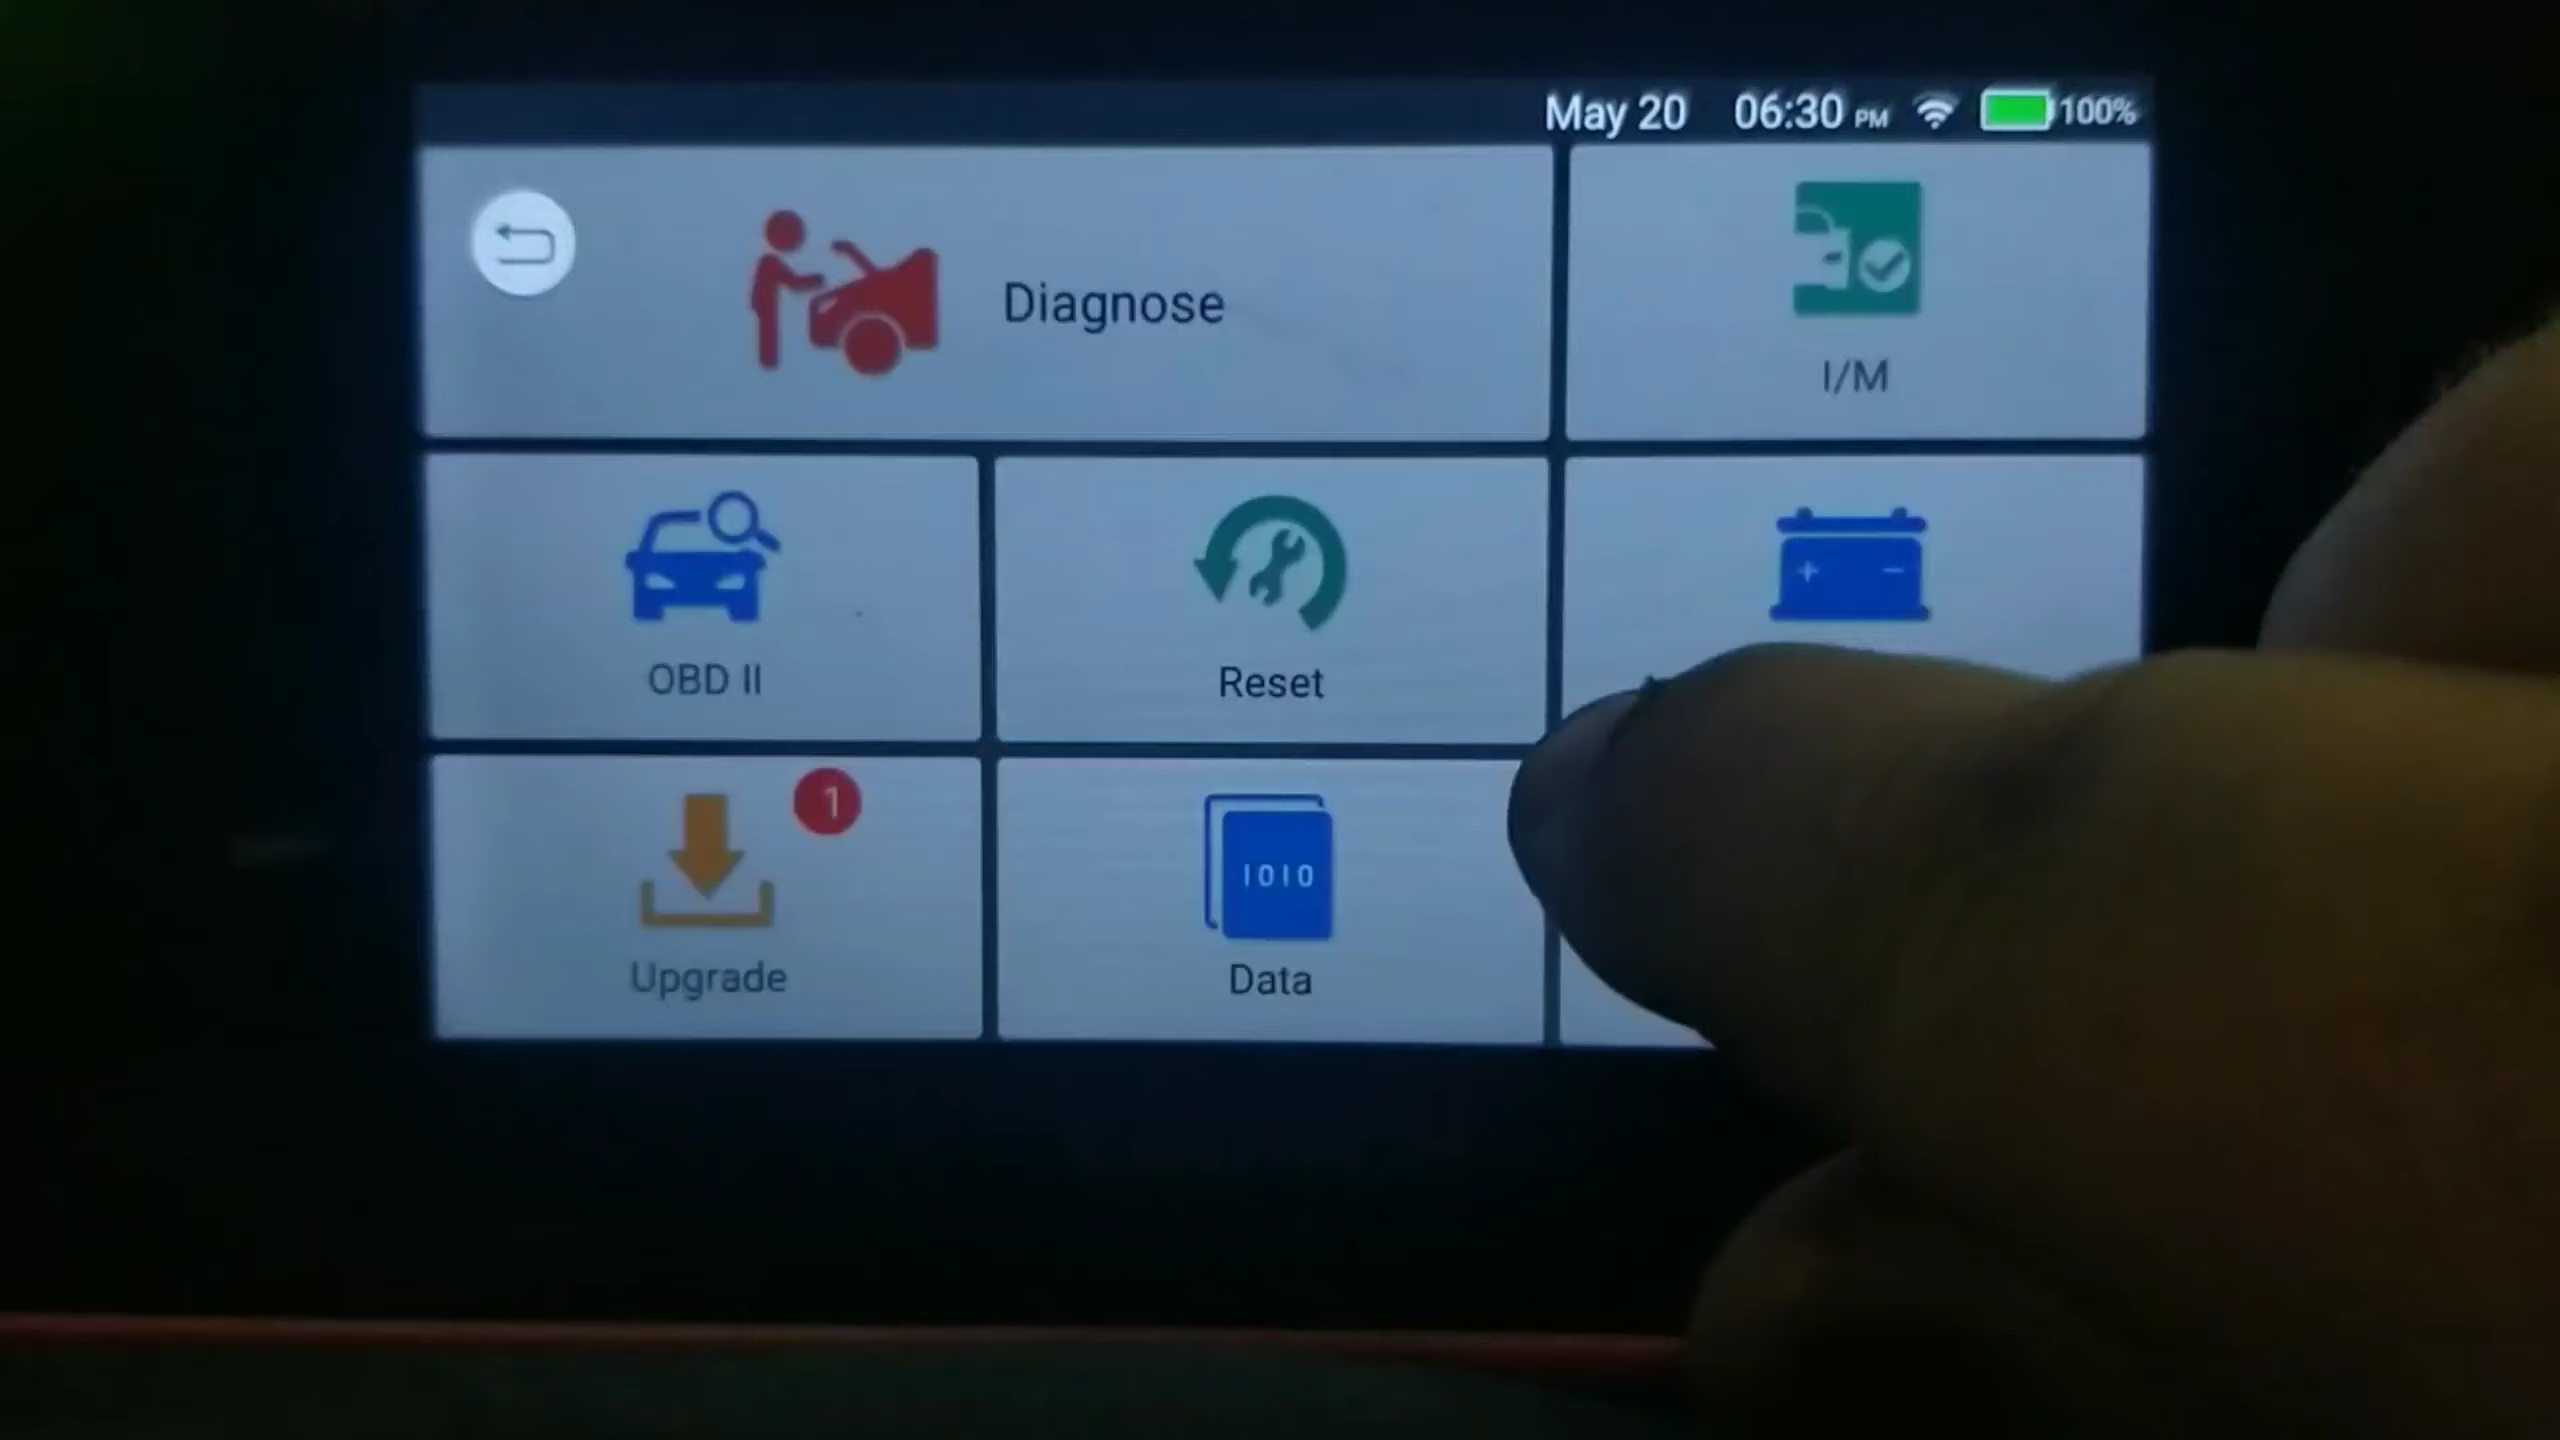 May 20 06:30 PM 100%
Diagnose
I/M
OBD II
Reset
+ -
1
Upgrade
1010
Data